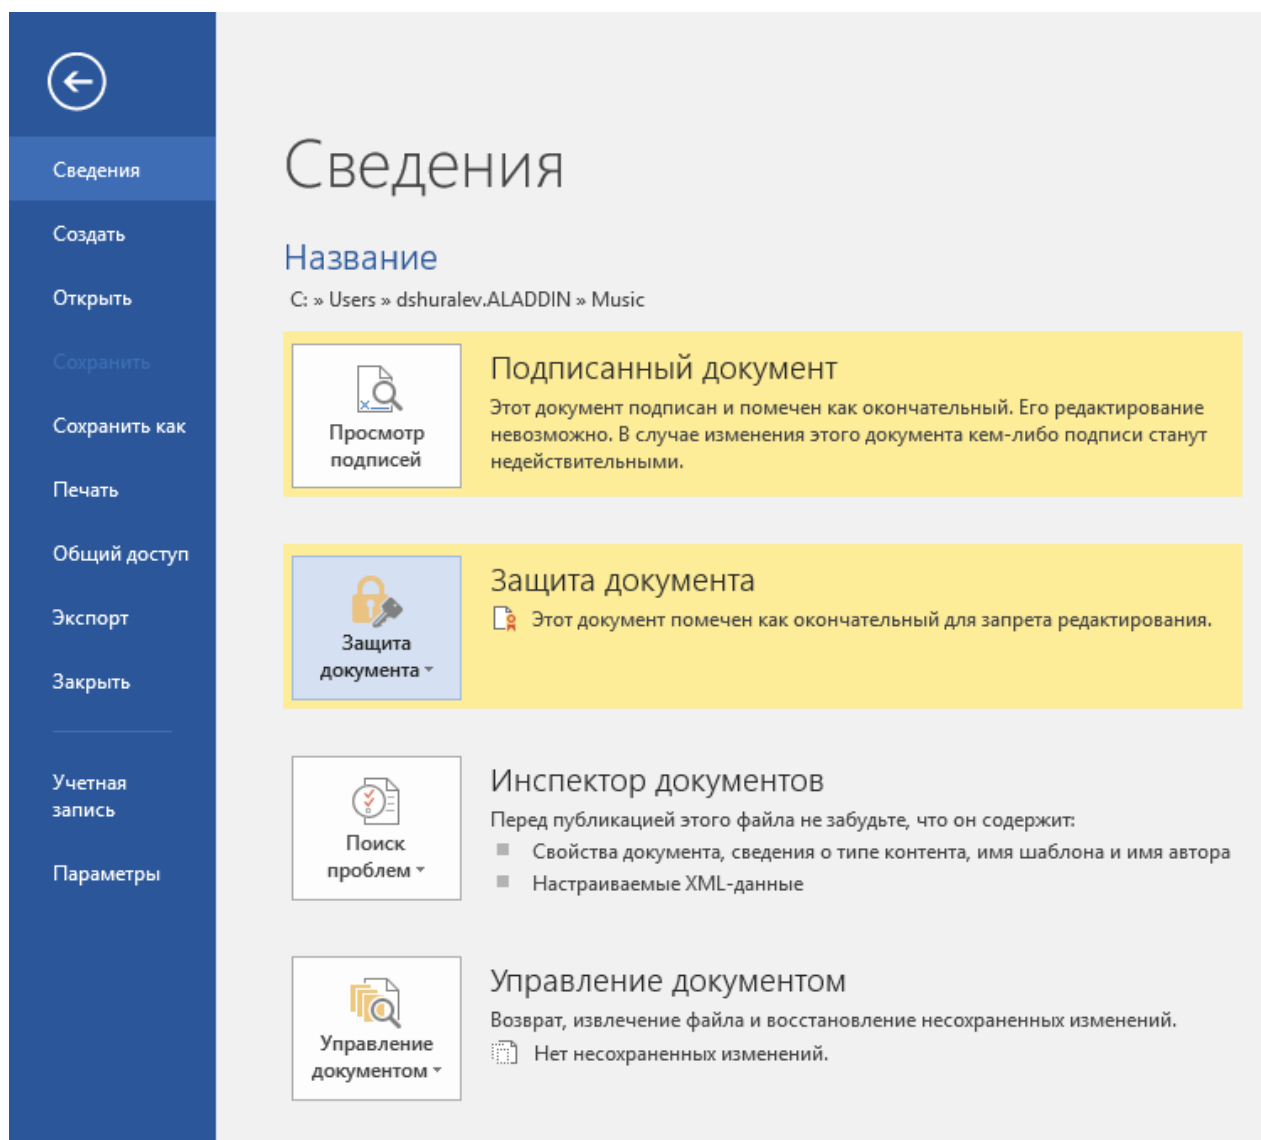 Сведения
Создать
Открыть
Сохранить
Сохранить как
Печать
Общий доступ
Экспорт
Закрыть
Учетная
запись
Параметры
Сведения
Название
C: » Users » dshuralev.ALADDIN » Music
Просмотр
подписей
Подписанный документ
Этот документ подписан и помечен как окончательный. Его редактирование
невозможно. В случае изменения этого документа кем-либо подписи станут
недействительными.
Защита
документа
Защита документа
Этот документ помечен как окончательный для запрета редактирования.
Поиск
проблем
Инспектор документов
Перед публикацией этого файла не забудьте, что он содержит:
Свойства документа, сведения о типе контента, имя шаблона и имя автора
Настраиваемые XML-данные
Управление
документом
Управление документом
Возврат, извлечение файла и восстановление несохраненных изменений.
Нет несохраненных изменений.